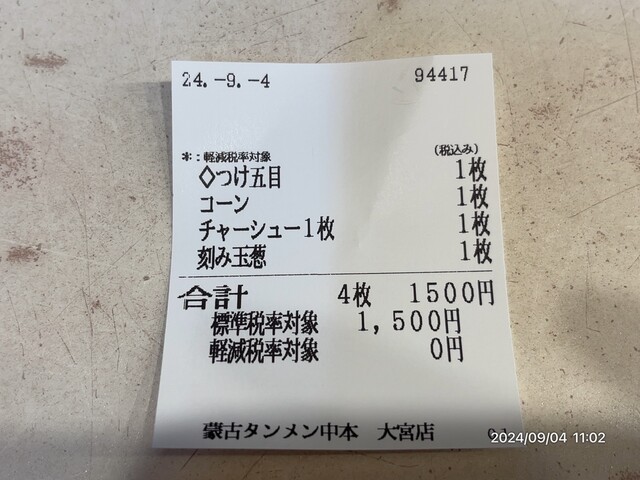 24.-9.-4 94417
*:軽減税率対象 (税込み)
◇つけ五目 1枚
コーン 1枚
チャーシュー1枚 1枚
刻み玉葱 1枚
合計 4枚 1500円
標準税率対象 1,500円
軽減税率対象 0円
蒙古タンメン中本 大宮店
2024/09/04 11:02